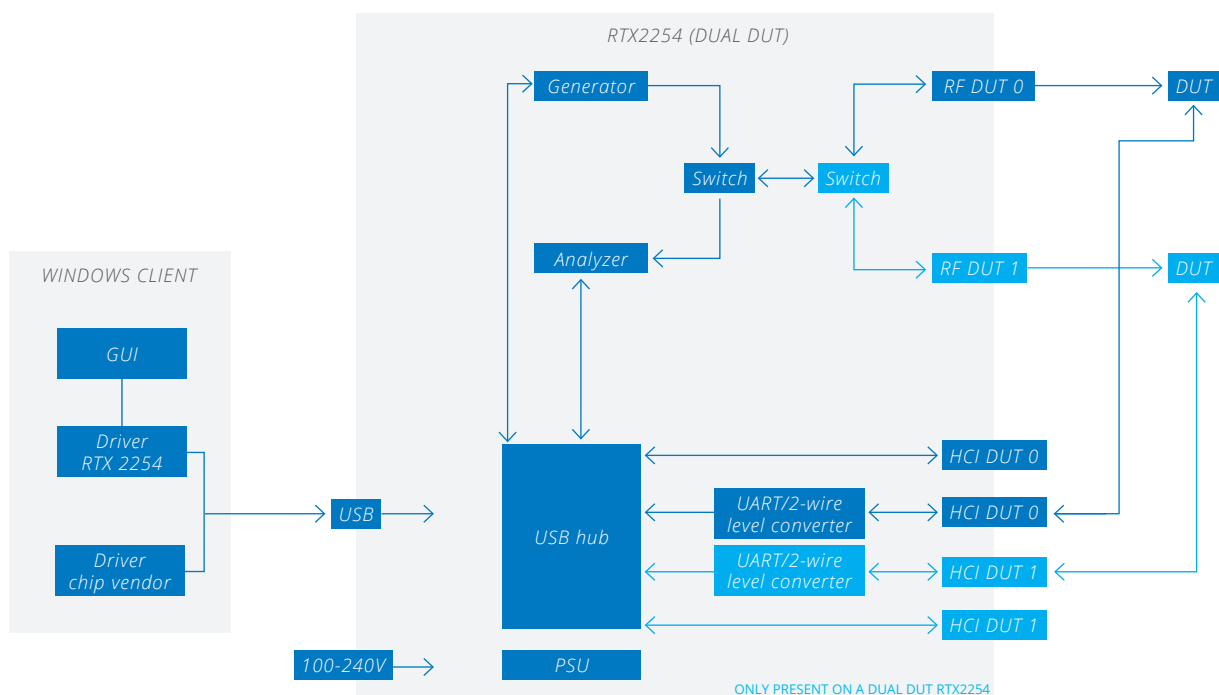 RTX2254 (DUAL DUT)
Generator
RF DUT 0
DUT
Switch
Switch
Analyzer
RF DUT 1
DUT
WINDOWS CLIENT
GUI
Driver
RTX 2254
Driver
chip vendor
USB
USB hub
HCI DUT 0
UART/2-wire
level converter
HCI DUT 0
UART/2-wire
level converter
HCI DUT 1
HCI DUT 1
100-240V
PSU
ONLY PRESENT ON A DUAL DUT RTX2254